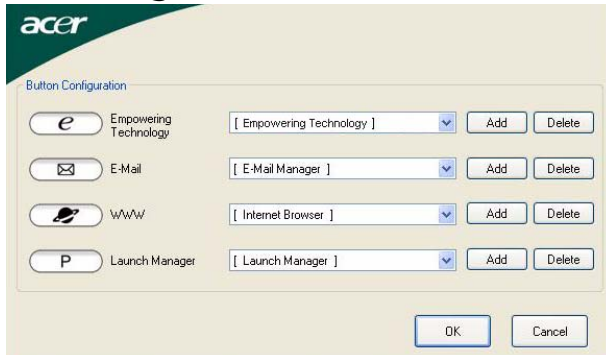 acer
Button Configuration
e Empowering Technology [ Empowering Technology ] Add Delete
E-Mail [ E-Mail Manager ] Add Delete
WWW [ Internet Browser ] Add Delete
P Launch Manager [ Launch Manager ] Add Delete
OK Cancel